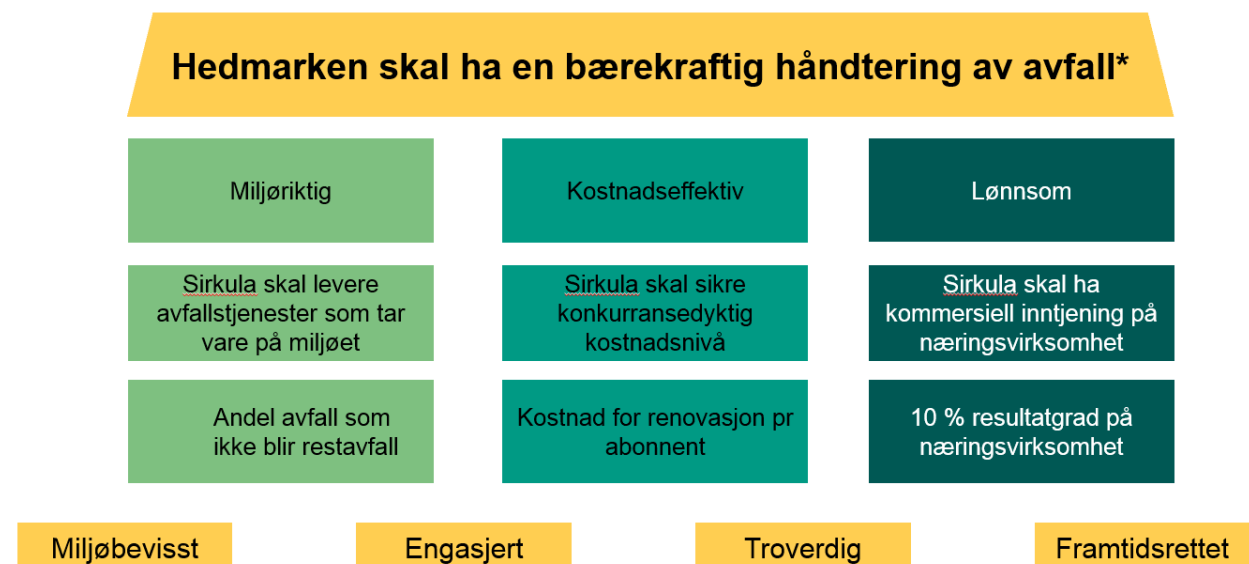 Hedmarken skal ha en bærekraftig håndtering av avfall*
Miljøriktig
Kostnadseffektiv
Lønnsom
Sirkula skal levere
avfallstjenester som tar
vare på miljøet
Sirkula skal sikre
konkurransedyktig
kostnadsnivå
Sirkula skal ha
kommersiell inntjening på
næringsvirksomhet
Andel avfall som
ikke blir restavfall
Kostnad for renovasjon pr
abonnent
10 % resultatgrad på
næringsvirksomhet
Miljøbevisst
Engasjert
Troverdig
Framtidsrettet